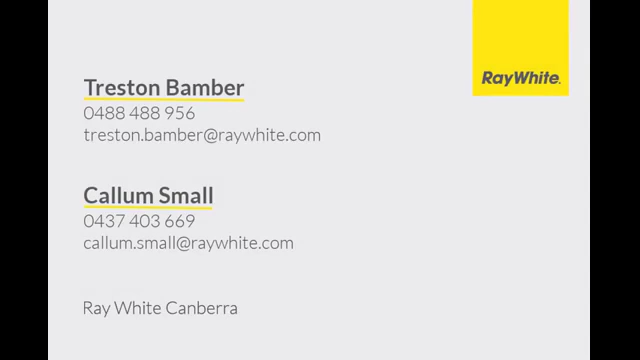 RayWhite.
Treston Bamber
0488 488 956
treston.bamber@raywhite.com
Callum Small
0437 403 669
callum.small@raywhite.com
Ray White Canberra